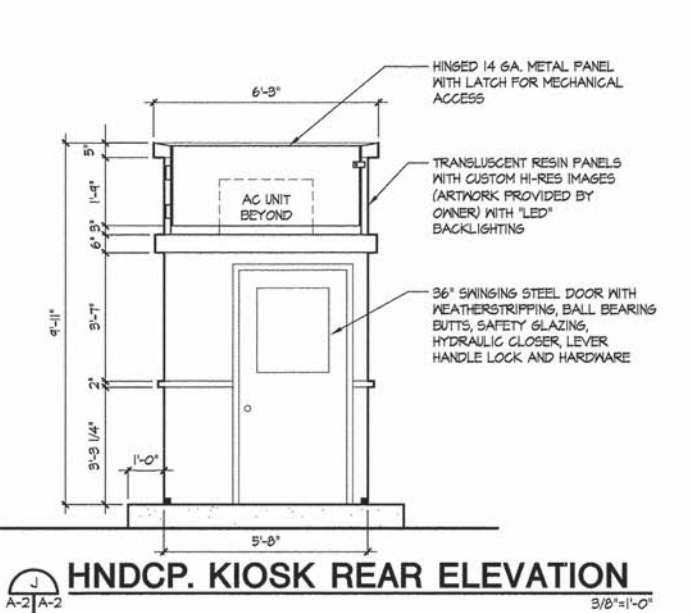 HINGED 14 GA. METAL PANEL
WITH LATCH FOR MECHANICAL
ACCESS
6'-3"
5"
1'-9"
3"
6"
AC UNIT
BEYOND
TRANSLUSCENT RESIN PANELS
WITH CUSTOM HI-RES IMAGES
(ARTWORK PROVIDED BY
OWNER) WITH "LED"
BACKLIGHTING
9'-11"
3'-7"
36" SWINGING STEEL DOOR WITH
WEATHERSTRIPPING, BALL BEARING
BUTTS, SAFETY GLAZING,
HYDRAULIC CLOSER, LEVER
HANDLE LOCK AND HARDWARE
2"
3'-3 1/4"
1'-0"
5'-8"
J
A-2 A-2
HNDCP. KIOSK REAR ELEVATION
3/8"=1'-0"